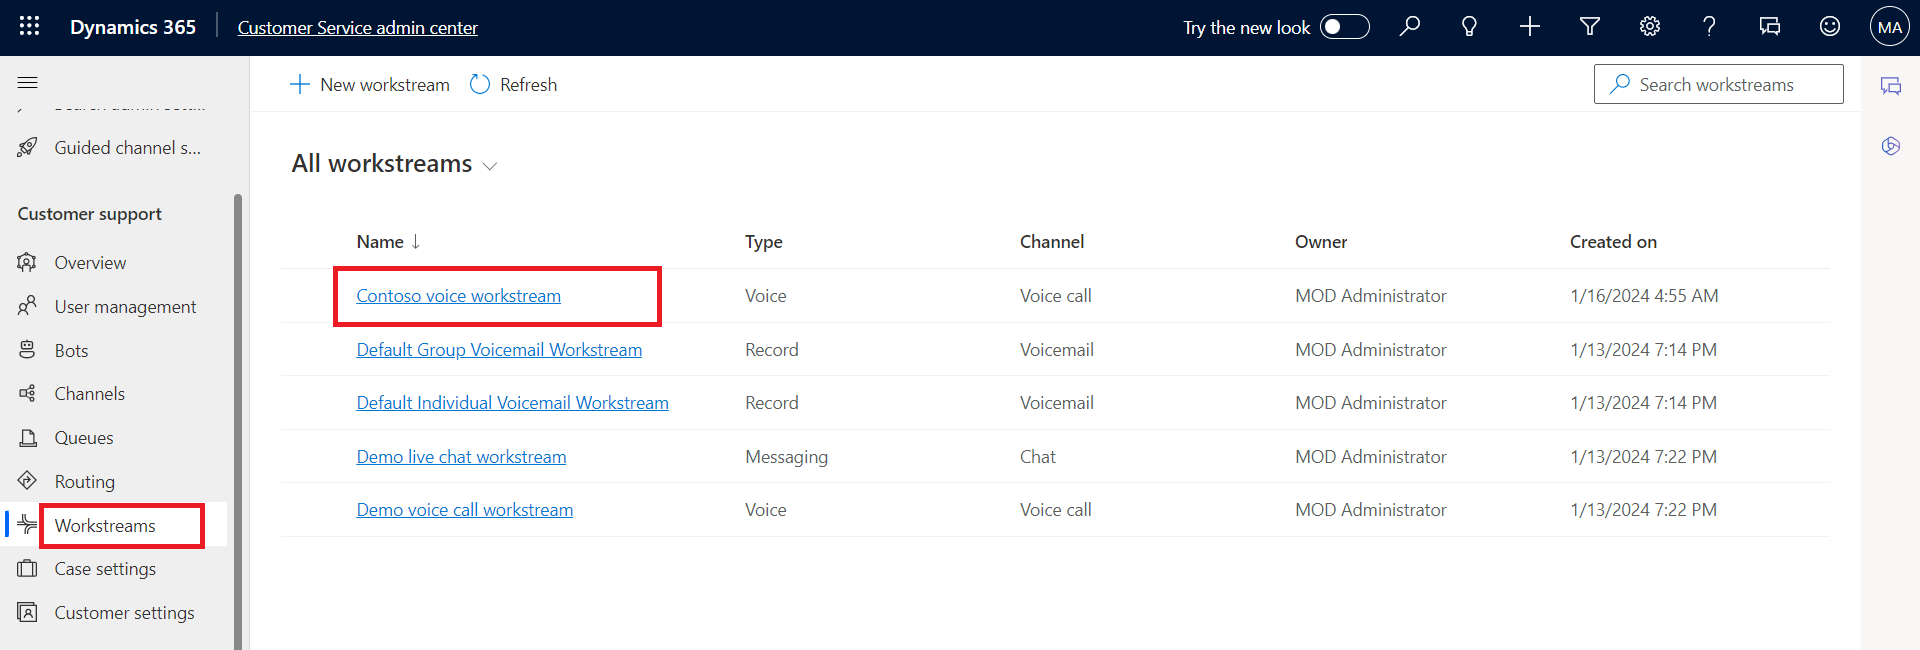 Dynamics 365
Customer Service admin center
Try the new look
MA
Guided channel s...
Customer support
Overview
User management
Bots
Channels
Queues
Routing
Workstreams
Case settings
Customer settings
New workstream
Refresh
Search workstreams
All workstreams
Name Type Channel Owner Created on
Contoso voice workstream Voice Voice call MOD Administrator 1/16/2024 4:55 AM
Default Group Voicemail Workstream Record Voicemail MOD Administrator 1/13/2024 7:14 PM
Default Individual Voicemail Workstream Record Voicemail MOD Administrator 1/13/2024 7:14 PM
Demo live chat workstream Messaging Chat MOD Administrator 1/13/2024 7:22 PM
Demo voice call workstream Voice Voice call MOD Administrator 1/13/2024 7:22 PM